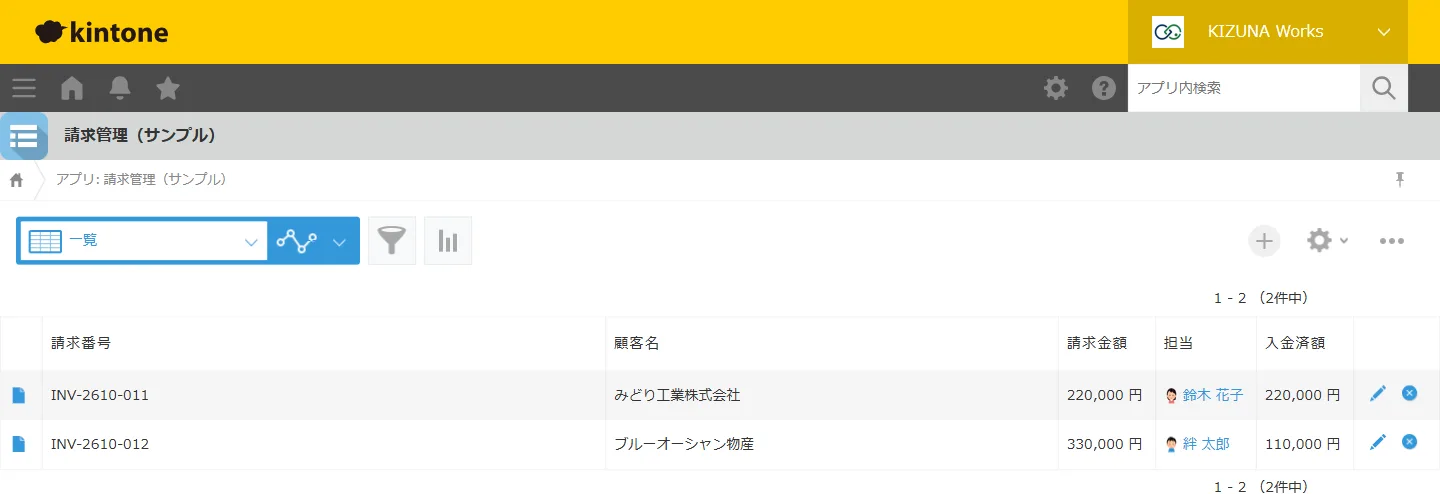 kintone
KIZUNA Works
アプリ内検索
請求管理（サンプル）
アプリ: 請求管理（サンプル）
一覧
1 - 2 （2件中）
請求番号 顧客名 請求金額 担当 入金済額
INV-2610-011 みどり工業株式会社 220,000 円 鈴木 花子 220,000 円
INV-2610-012 ブルーオーシャン物産 330,000 円 絆 太郎 110,000 円
1 - 2 （2件中）